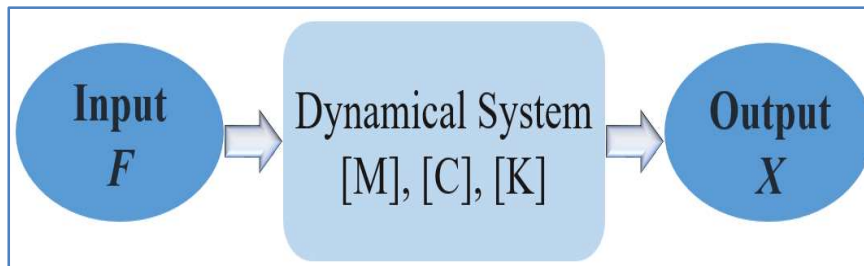 Input
F
Dynamical System
[M], [C], [K]
Output
X